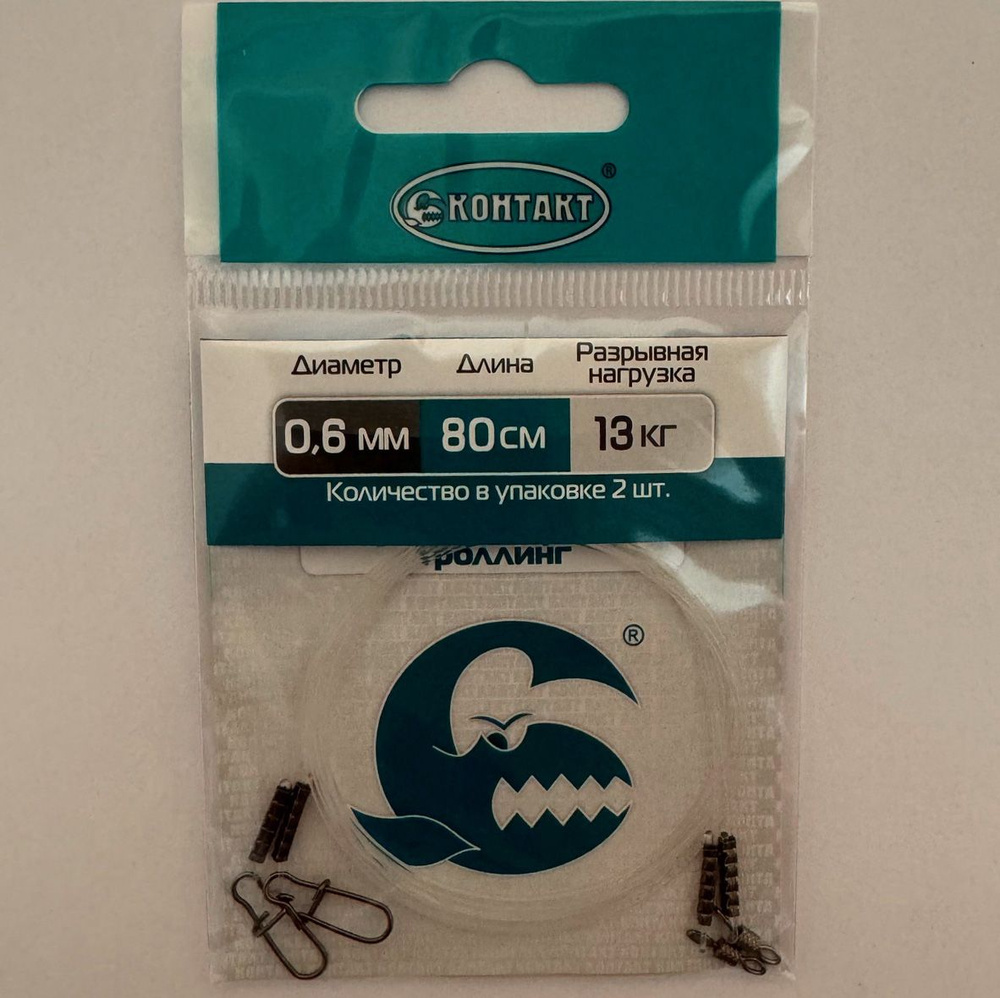 КОНТАКТ ®
Диаметр Длина Разрывная нагрузка
0,6 мм 80 см 13 кг
Количество в упаковке 2 шт.
РОЛЛИНГ
®